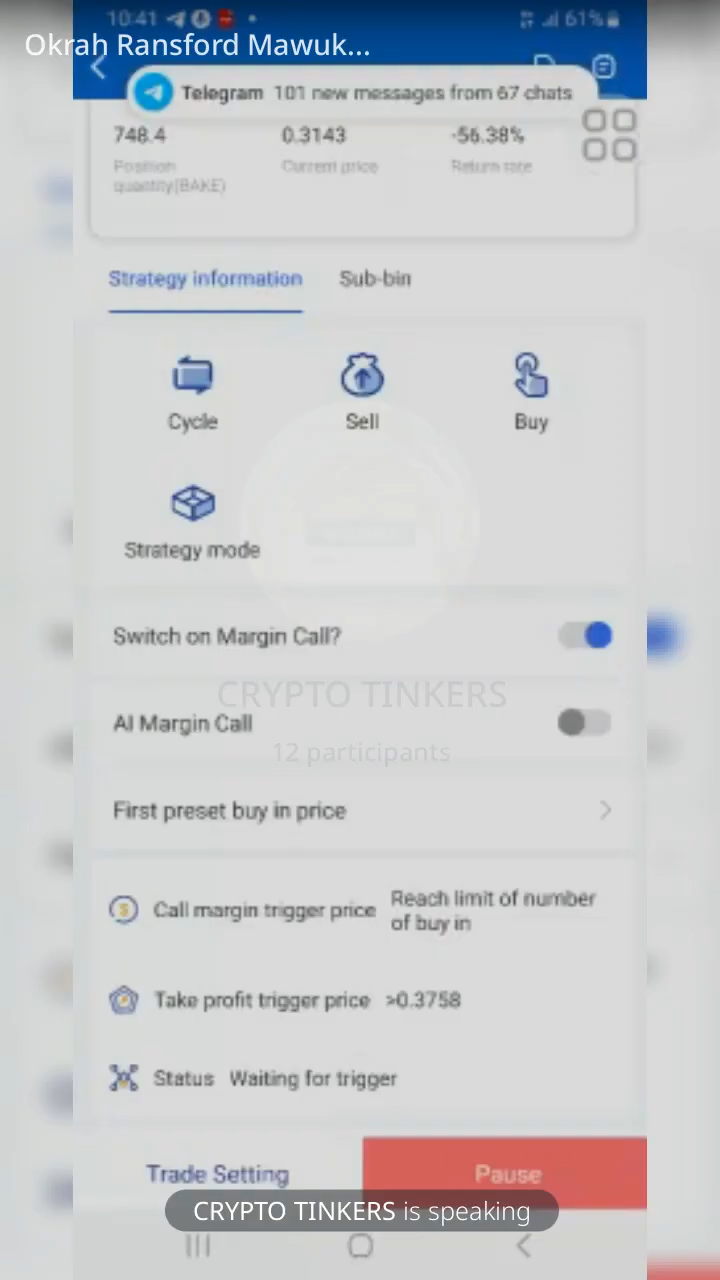 10:41
61%
Okrah Ransford Mawuk...
Telegram 101 new messages from 67 chats
748.4 0.3143 -56.38%
Position quantity(BAKE) Current price Return rate
Strategy information Sub-bin
Cycle Sell Buy
Strategy mode
Switch on Margin Call?
CRYPTO TINKERS
AI Margin Call
12 participants
First preset buy in price
Call margin trigger price Reach limit of number of buy in
Take profit trigger price >0.3758
Status Waiting for trigger
Trade Setting Pause
CRYPTO TINKERS is speaking